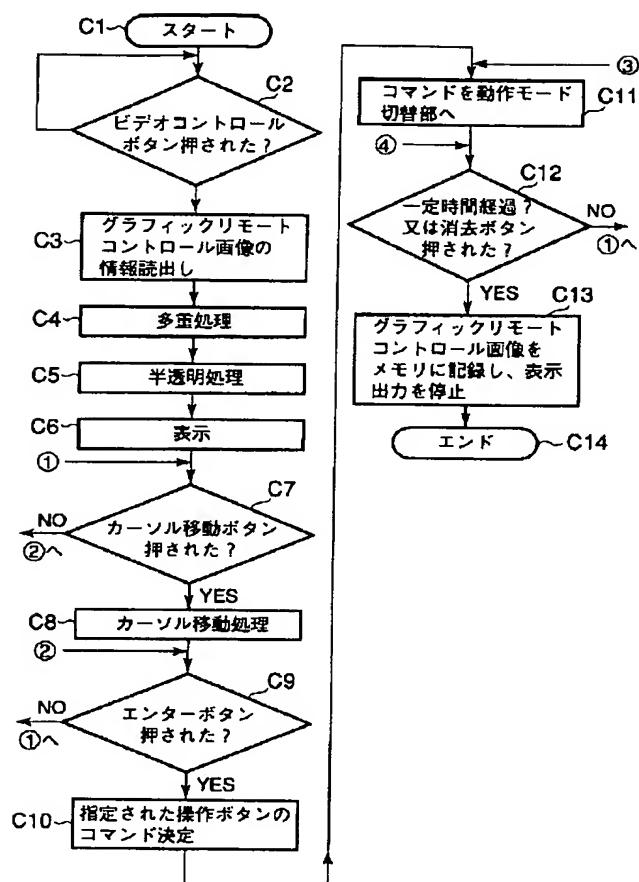 C1
スタート
C2
ビデオコントロール
ボタン押された?
C3
グラフィックリモート
コントロール画像の
情報読出し
C4
多重処理
C5
半透明処理
C6
表示
①
C7
NO
カーソル移動ボタン
押された?
②へ
YES
C8
カーソル移動処理
②
C9
NO
エンターボタン
押された?
①へ
YES
C10
指定された操作ボタンの
コマンド決定
③
コマンドを動作モード
切替部へ
C11
④
C12
一定時間経過?
又は消去ボタン
押された?
NO
①へ
YES
C13
グラフィックリモート
コントロール画像を
メモリに記録し、表示
出力を停止
エンド
C14